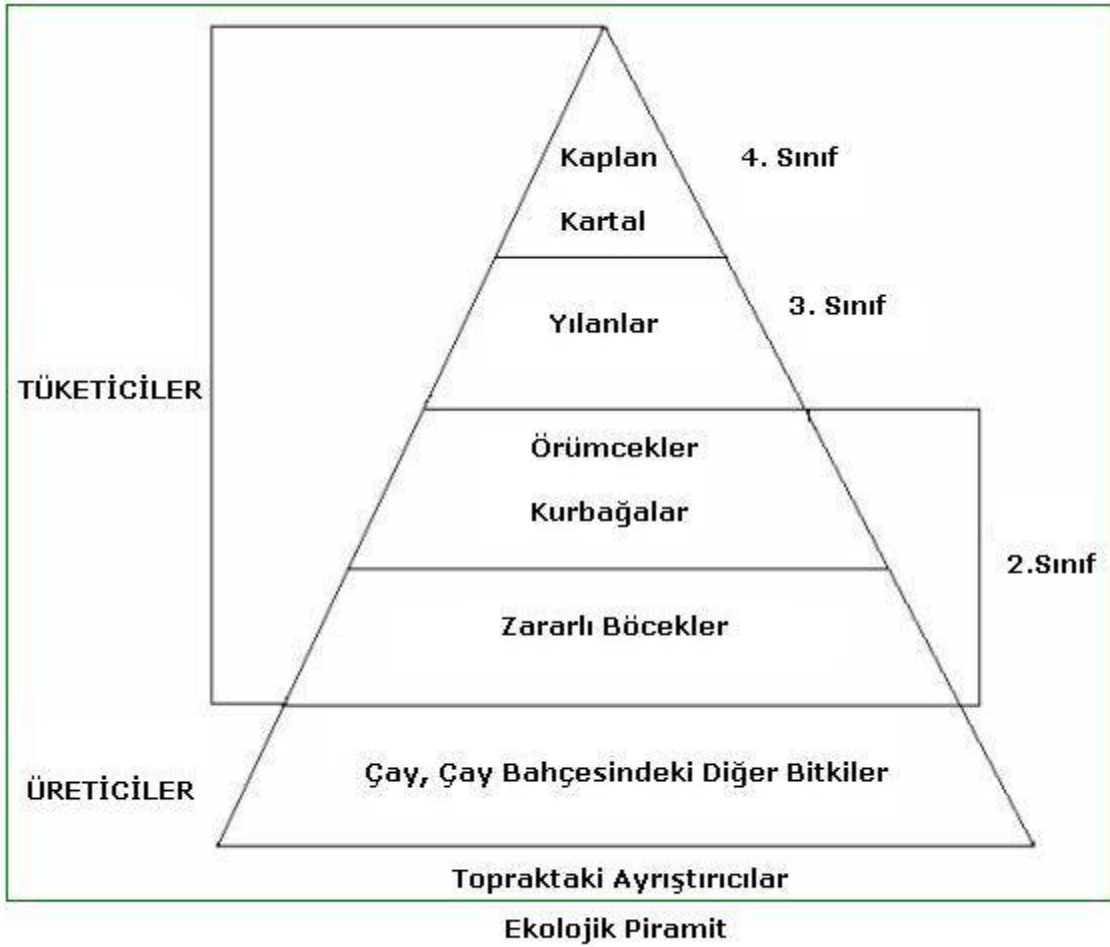 Kaplan
4. Sınıf
Kartal
3. Sınıf
Yılanlar
TÜKETİCİLER
Örümcekler
Kurbağalar
2.Sınıf
Zararlı Böcekler
Çay, Çay Bahçesindeki Diğer Bitkiler
ÜRETİCİLER
Topraktaki Ayrıştırıcılar
Ekolojik Piramit